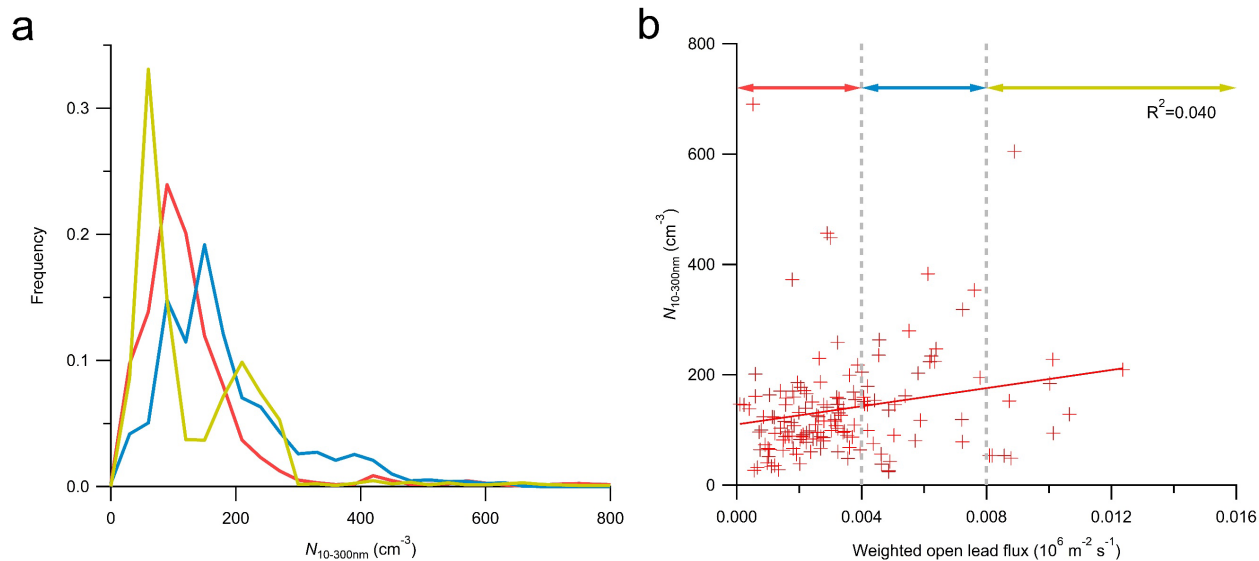 a
Frequency
0.3
0.2
0.1
0.0
0 200 400 600 800
N10-300nm (cm-3)
b
N10-300nm (cm-3)
800
600
400
200
0
R2=0.040
0.000 0.004 0.008 0.012 0.016
Weighted open lead flux (106 m-2 s-1)